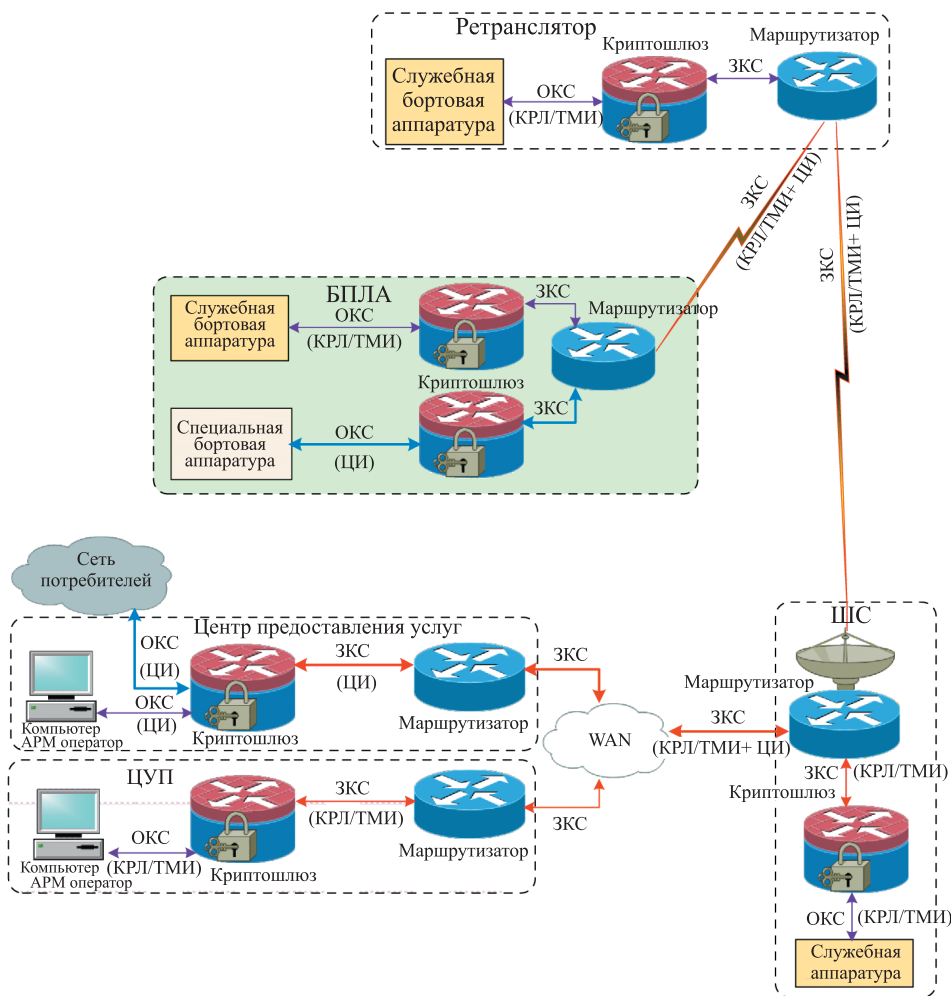 Ретранслятор
Криптошлюз
Маршрутизатор
Служебная
бортовая
аппаратура
ОКС
(КРЛ/ТМИ)
ЗКС
ЗКС
(КРЛ/ТМИ+ ЦИ)
ЗКС
(КРЛ/ТМИ+ ЦИ)
БПЛА
Служебная
бортовая
аппаратура
ОКС
(КРЛ/ТМИ)
ЗКС
Маршрутизатор
Криптошлюз
Специальная
бортовая
аппаратура
ОКС
(ЦИ)
ЗКС
Сеть
потребителей
Центр предоставления услуг
ОКС
(ЦИ)
ЗКС
(ЦИ)
ОКС
(ЦИ)
Компьютер
АРМ оператор
Криптошлюз
Маршрутизатор
ЗКС
ЦУП
ЗКС
(КРЛ/ТМИ)
ОКС
(КРЛ/ТМИ)
Компьютер
АРМ оператор
Криптошлюз
Маршрутизатор
ЗКС
WAN
ЗКС
(КРЛ/ТМИ+ ЦИ)
ШС
Маршрутизатор
ЗКС
(КРЛ/ТМИ)
Криптошлюз
ОКС
(КРЛ/ТМИ)
Служебная
аппаратура